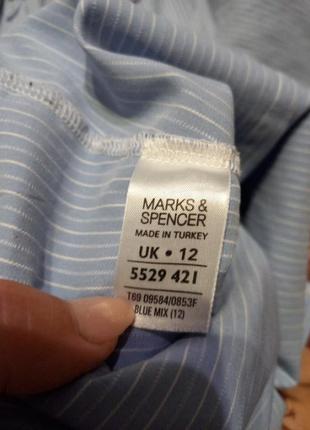 MARKS &
SPENCER
MADE IN TURKEY
UK • 12
5529 421
T69 09584/0853F
BLUE MIX (12)